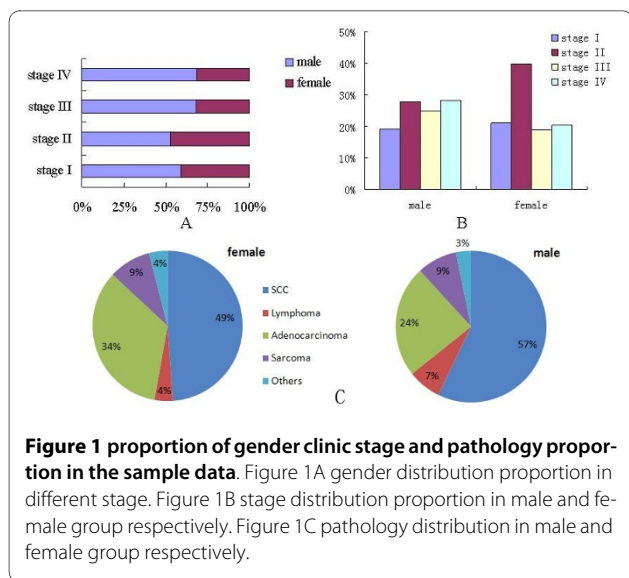 stage IV
stage III
stage II
stage I
0% 25% 50% 75% 100%
male
female
A
50%
40%
30%
20%
10%
0%
male female
stage I
stage II
stage III
stage IV
B
female
4%
9%
49%
34%
4%
SCC
Lymphoma
Adenocarcinoma
Sarcoma
Others
male
3%
9%
24%
57%
7%
C
Figure 1 proportion of gender clinic stage and pathology propor-
tion in the sample data. Figure 1A gender distribution proportion in
different stage. Figure 1B stage distribution proportion in male and fe-
male group respectively. Figure 1C pathology distribution in male and
female group respectively.